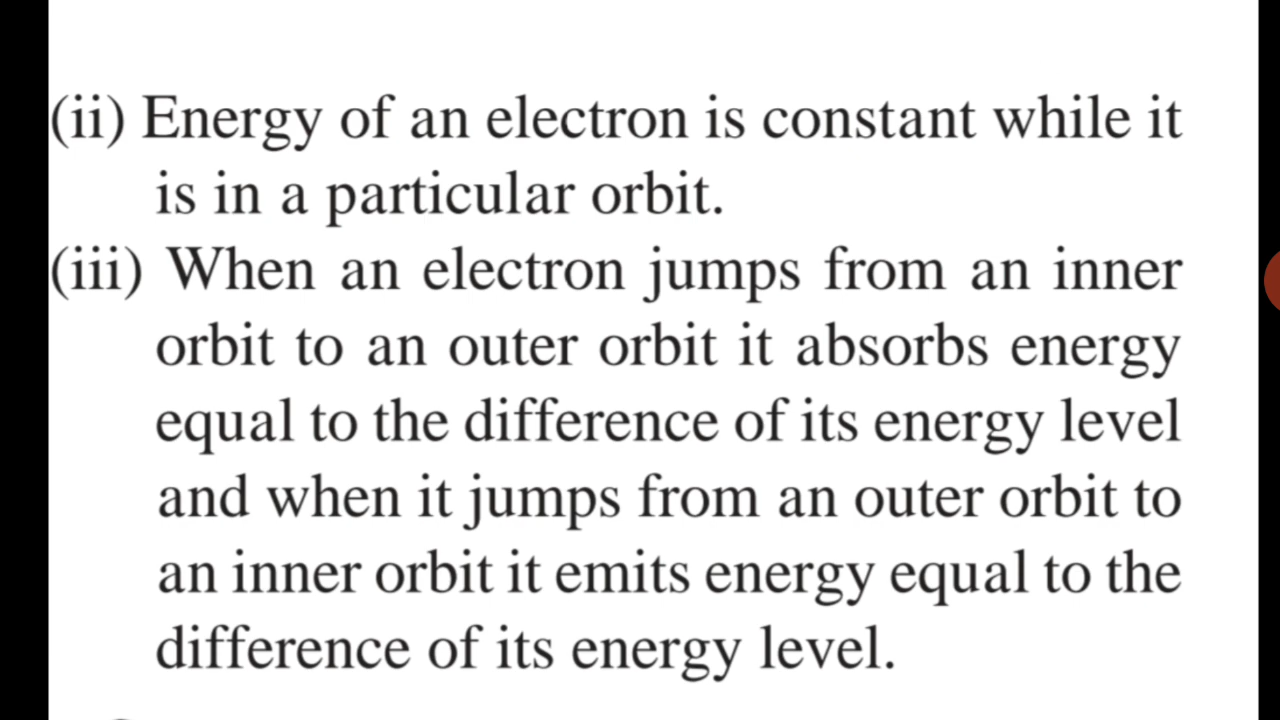 (ii) Energy of an electron is constant while it
is in a particular orbit.
(iii) When an electron jumps from an inner
orbit to an outer orbit it absorbs energy
equal to the difference of its energy level
and when it jumps from an outer orbit to
an inner orbit it emits energy equal to the
difference of its energy level.